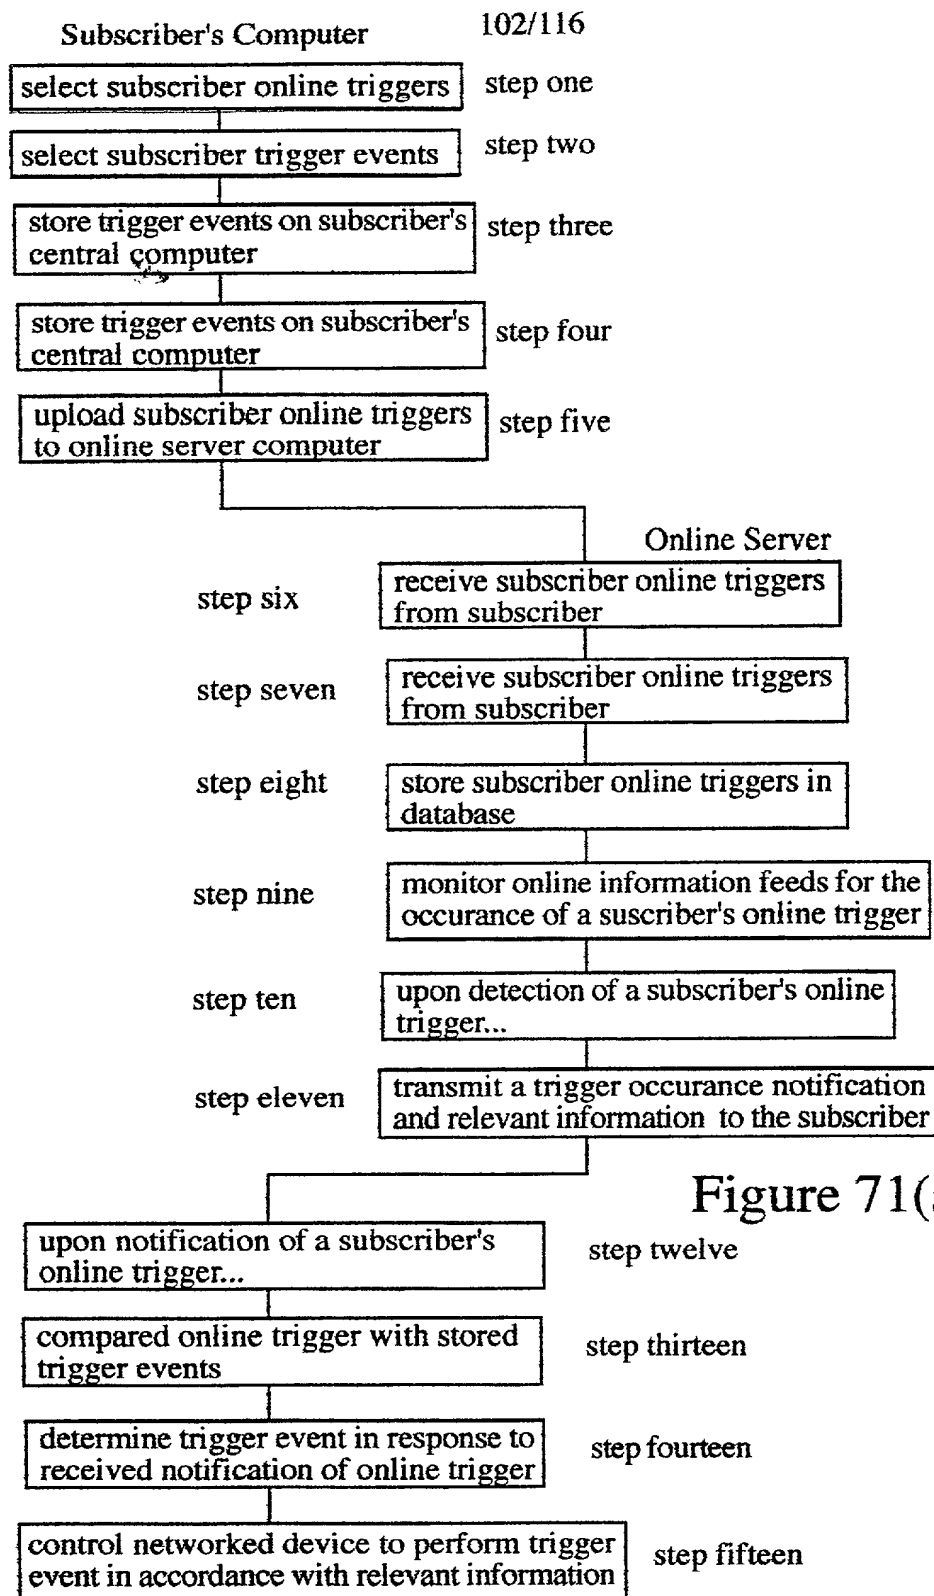 102/116
Subscriber's Computer
select subscriber online triggers
step one
select subscriber trigger events
step two
store trigger events on subscriber's
central computer
step three
store trigger events on subscriber's
central computer
step four
upload subscriber online triggers
to online server computer
step five
Online Server
step six
receive subscriber online triggers
from subscriber
step seven
receive subscriber online triggers
from subscriber
step eight
store subscriber online triggers in
database
step nine
monitor online information feeds for the
occurance of a suscriber's online trigger
step ten
upon detection of a subscriber's online
trigger...
step eleven
transmit a trigger occurance notification
and relevant information to the subscriber
Figure 71(
upon notification of a subscriber's
online trigger...
step twelve
compared online trigger with stored
trigger events
step thirteen
determine trigger event in response to
received notification of online trigger
step fourteen
control networked device to perform trigger
event in accordance with relevant information
step fifteen